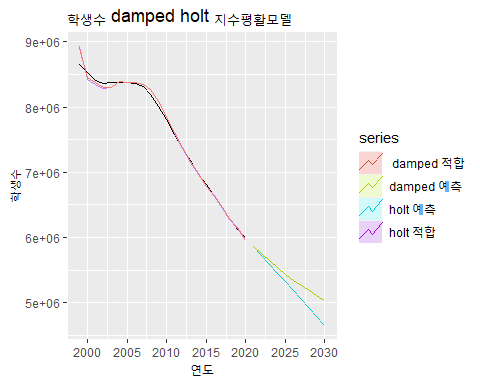 학생수 damped holt 지수평활모델
9e+06
8e+06
7e+06
6e+06
5e+06
학생수
2000 2005 2010 2015 2020 2025 2030
연도
series
damped 적합
damped 예측
holt 예측
holt 적합